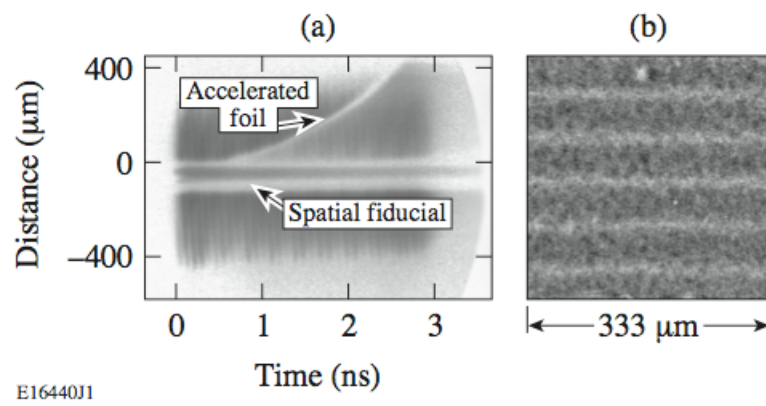 (a)
(b)
Distance (μm)
400
0
−400
Accelerated
foil
Spatial fiducial
0 1 2 3
Time (ns)
333 μm
E16440J1